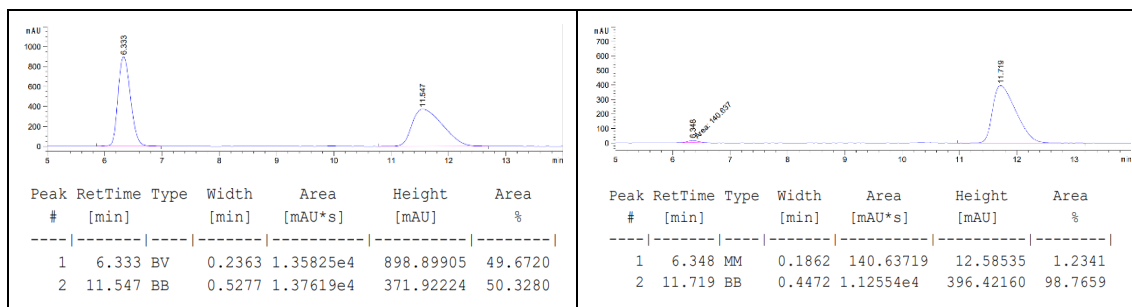 mAU
1000
800
600
400
200
0
6.333
11.547
5 6 7 8 9 10 11 12 13 min
Peak RetTime Type Width Area Height Area
# [min] [min] [mAU*s] [mAU] %
----|-------|----|-------|----------|----------|--------|
1 6.333 BV 0.2363 1.35825e4 898.89905 49.6720
2 11.547 BB 0.5277 1.37619e4 371.92224 50.3280
mAU
700
600
500
400
300
200
100
0
6.348
Area: 140.637
11.719
5 6 7 8 9 10 11 12 13 min
Peak RetTime Type Width Area Height Area
# [min] [min] [mAU*s] [mAU] %
----|-------|----|-------|----------|----------|--------|
1 6.348 MM 0.1862 140.63719 12.58535 1.2341
2 11.719 BB 0.4472 1.12554e4 396.42160 98.7659